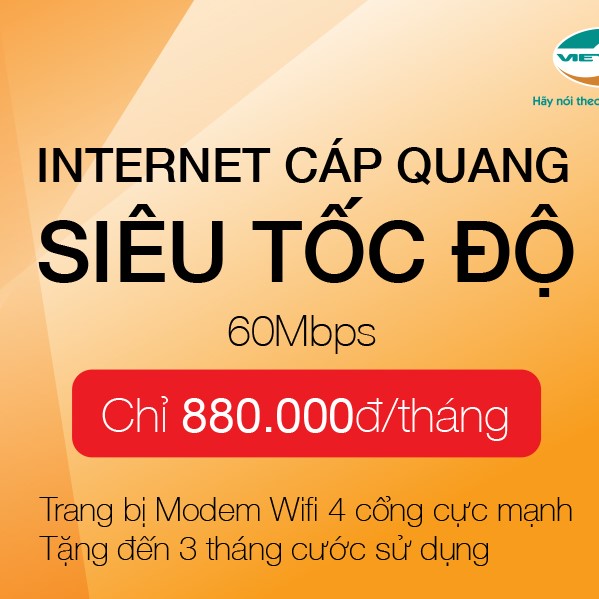 Hãy nói theo
INTERNET CÁP QUANG
SIÊU TỐC ĐỘ
60Mbps
Chỉ 880.000đ/tháng
Trang bị Modem Wifi 4 cổng cực mạnh
Tặng đến 3 tháng cước sử dụng